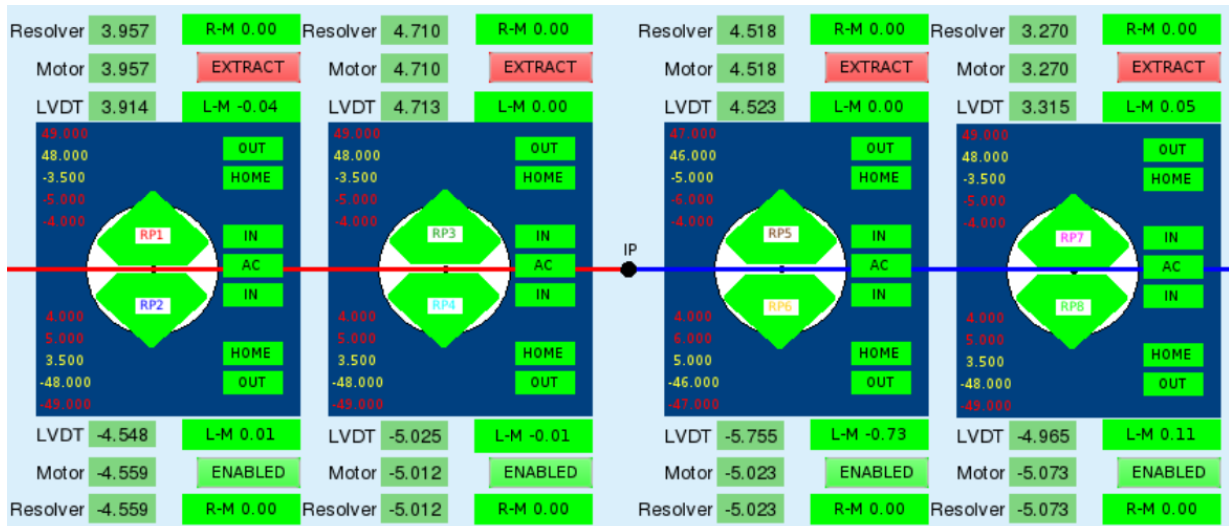 Resolver 3.957 R-M 0.00 Resolver 4.710 R-M 0.00 Resolver 4.518 R-M 0.00 Resolver 3.270 R-M 0.00
Motor 3.957 EXTRACT Motor 4.710 EXTRACT Motor 4.518 EXTRACT Motor 3.270 EXTRACT
LVDT 3.914 L-M -0.04 LVDT 4.713 L-M 0.00 LVDT 4.523 L-M 0.00 LVDT 3.315 L-M 0.05
49.000 49.000 47.000 49.000
48.000 OUT 48.000 OUT 46.000 OUT 48.000 OUT
-3.500 HOME -3.500 HOME -5.000 HOME -3.500 HOME
-5.000 -5.000 -6.000 -5.000
-4.000 -4.000 -4.000 -4.000
RP1 IN RP3 IN RP5 IN RP7 IN
IP
AC AC AC AC
RP2 IN RP4 IN RP6 IN RP8 IN
4.000 4.000 4.000 4.000
5.000 5.000 6.000 5.000
3.500 HOME 3.500 HOME 5.000 HOME 3.500 HOME
-48.000 OUT -48.000 OUT -46.000 OUT -48.000 OUT
-49.000 -49.000 -47.000 -49.000
LVDT -4.548 L-M 0.01 LVDT -5.025 L-M -0.01 LVDT -5.755 L-M -0.73 LVDT -4.965 L-M 0.11
Motor -4.559 ENABLED Motor -5.012 ENABLED Motor -5.023 ENABLED Motor -5.073 ENABLED
Resolver -4.559 R-M 0.00 Resolver -5.012 R-M 0.00 Resolver -5.023 R-M 0.00 Resolver -5.073 R-M 0.00